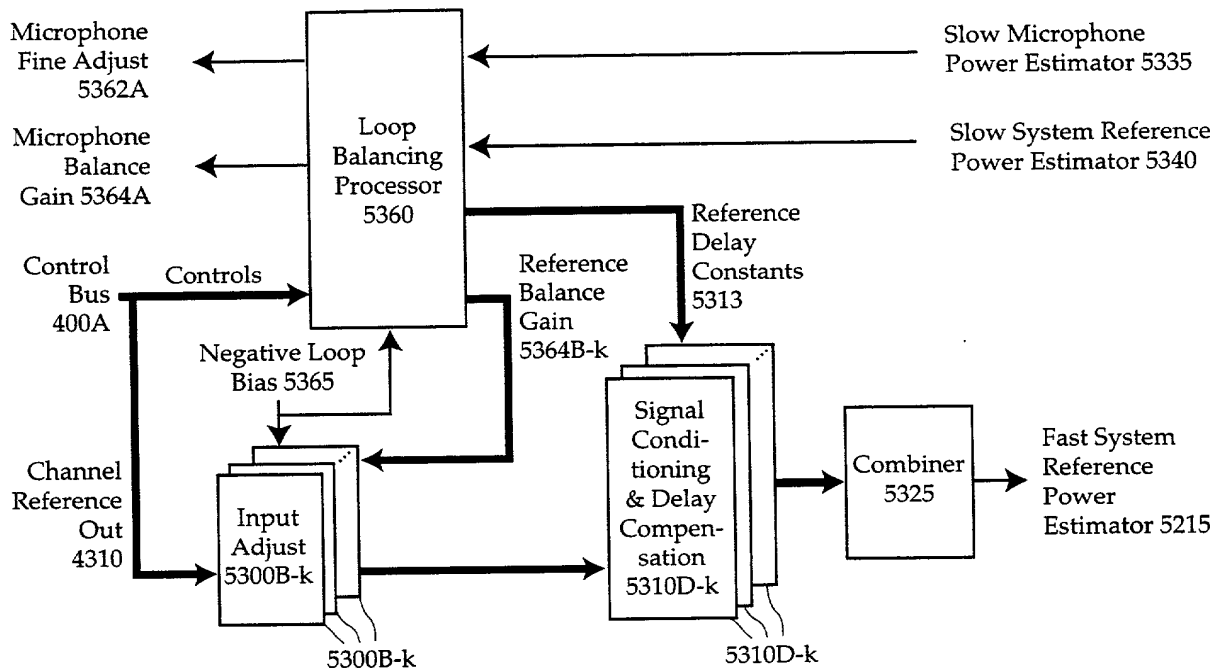 Microphone
Fine Adjust
5362A
Microphone
Balance
Gain 5364A
Control
Bus
400A
Controls
Loop
Balancing
Processor
5360
Slow Microphone
Power Estimator 5335
Slow System Reference
Power Estimator 5340
Reference
Delay
Constants
5313
Reference
Balance
Gain
5364B-k
Negative Loop
Bias 5365
Channel
Reference
Out
4310
Input
Adjust
5300B-k
5300B-k
Signal
Condi-
tioning
& Delay
Compen-
sation
5310D-k
5310D-k
Combiner
5325
Fast System
Reference
Power
Estimator 5215